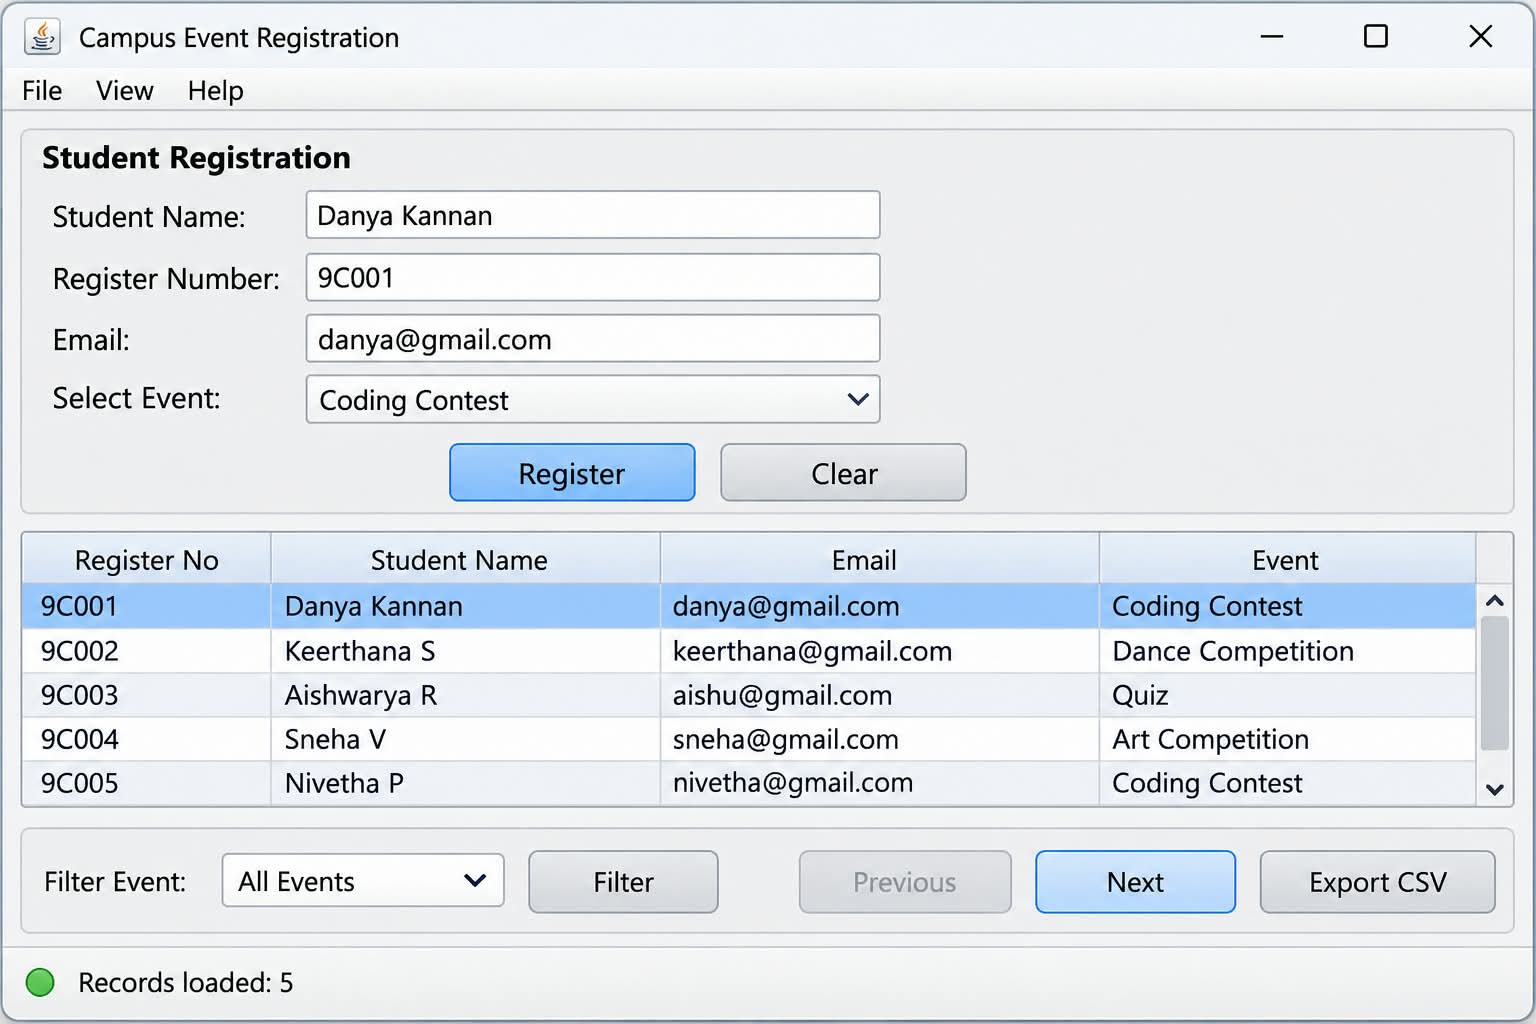 Campus Event Registration
File View Help
Student Registration
Student Name: Danya Kannan
Register Number: 9C001
Email: danya@gmail.com
Select Event: Coding Contest
Register Clear
Register No Student Name Email Event
9C001 Danya Kannan danya@gmail.com Coding Contest
9C002 Keerthana S keerthana@gmail.com Dance Competition
9C003 Aishwarya R aishu@gmail.com Quiz
9C004 Sneha V sneha@gmail.com Art Competition
9C005 Nivetha P nivetha@gmail.com Coding Contest
Filter Event: All Events Filter Previous Next Export CSV
Records loaded: 5